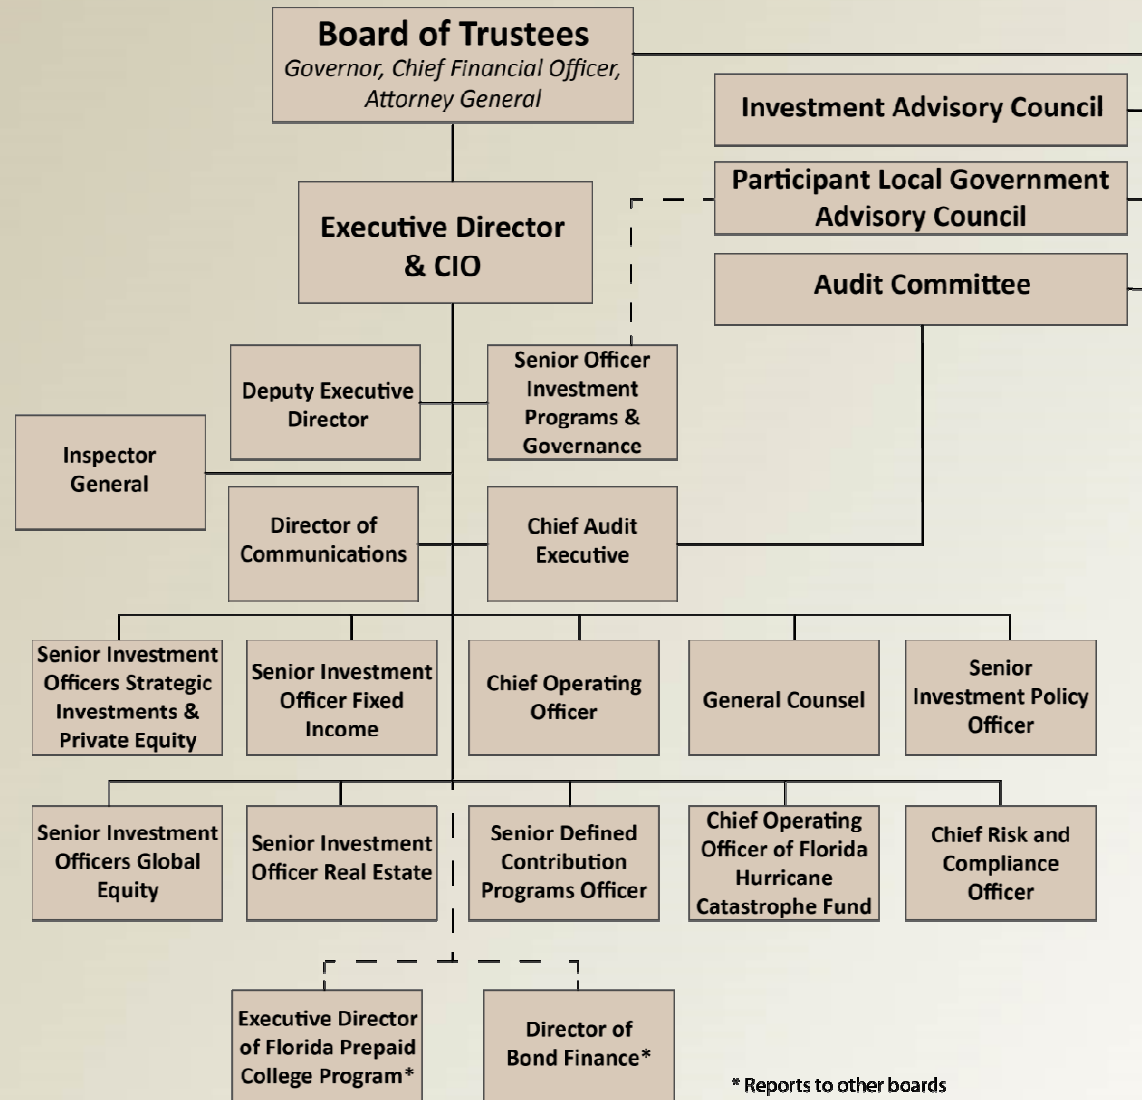 Board of Trustees
Governor, Chief Financial Officer,
Attorney General
Investment Advisory Council
Participant Local Government
Advisory Council
Audit Committee
Executive Director
& CIO
Deputy Executive
Director
Senior Officer
Investment
Programs &
Governance
Inspector
General
Director of
Communications
Chief Audit
Executive
Senior Investment
Officers Strategic
Investments &
Private Equity
Senior Investment
Officer Fixed
Income
Chief Operating
Officer
General Counsel
Senior
Investment Policy
Officer
Senior Investment
Officers Global
Equity
Senior Investment
Officer Real Estate
Senior Defined
Contribution
Programs Officer
Chief Operating
Officer of Florida
Hurricane
Catastrophe Fund
Chief Risk and
Compliance
Officer
Executive Director
of Florida Prepaid
College Program*
Director of
Bond Finance*
* Reports to other boards